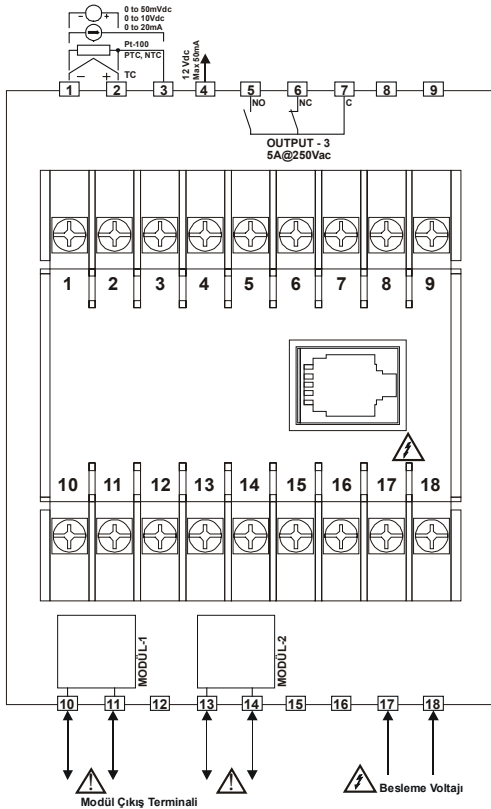 0 to 50mVdc
0 to 10Vdc
0 to 20mA
Pt-100
PTC, NTC
TC
12 Vdc
Max 50mA
1 2 3 4 5 6 7 8 9
NO NC C
OUTPUT - 3
5A@250Vac
1 2 3 4 5 6 7 8 9
10 11 12 13 14 15 16 17 18
MODÜL-1
MODÜL-2
10 11 12 13 14 15 16 17 18
Modül Çıkış Terminali
Besleme Voltajı